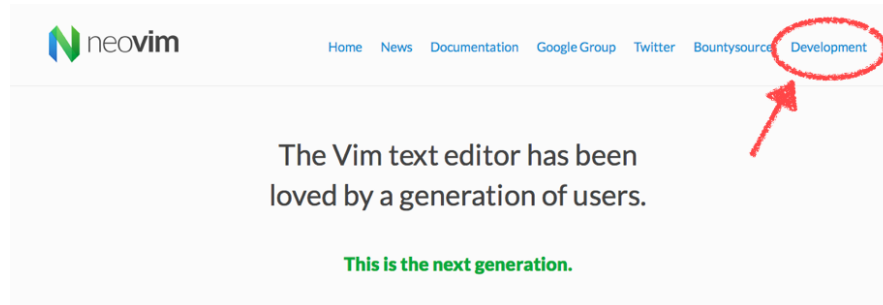 neovim
Home News Documentation Google Group Twitter Bountysource Development
The Vim text editor has been
loved by a generation of users.
This is the next generation.